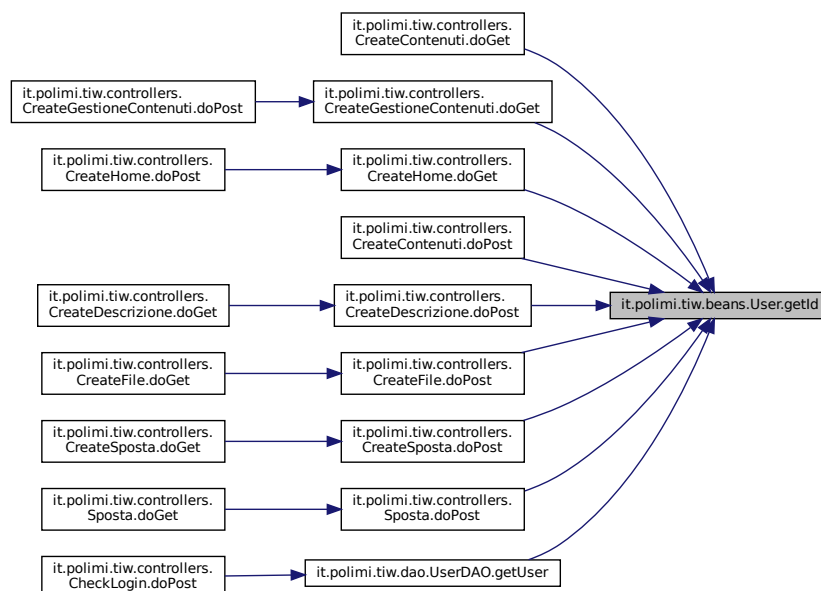 it.polimi.tiw.controllers.
CreateContenuti.doGet
it.polimi.tiw.controllers.
CreateGestioneContenuti.doPost
it.polimi.tiw.controllers.
CreateGestioneContenuti.doGet
it.polimi.tiw.controllers.
CreateHome.doPost
it.polimi.tiw.controllers.
CreateHome.doGet
it.polimi.tiw.controllers.
CreateContenuti.doPost
it.polimi.tiw.controllers.
CreateDescrizione.doGet
it.polimi.tiw.controllers.
CreateDescrizione.doPost
it.polimi.tiw.beans.User.getId
it.polimi.tiw.controllers.
CreateFile.doGet
it.polimi.tiw.controllers.
CreateFile.doPost
it.polimi.tiw.controllers.
CreateSposta.doGet
it.polimi.tiw.controllers.
CreateSposta.doPost
it.polimi.tiw.controllers.
Sposta.doGet
it.polimi.tiw.controllers.
Sposta.doPost
it.polimi.tiw.controllers.
CheckLogin.doPost
it.polimi.tiw.dao.UserDAO.getUser